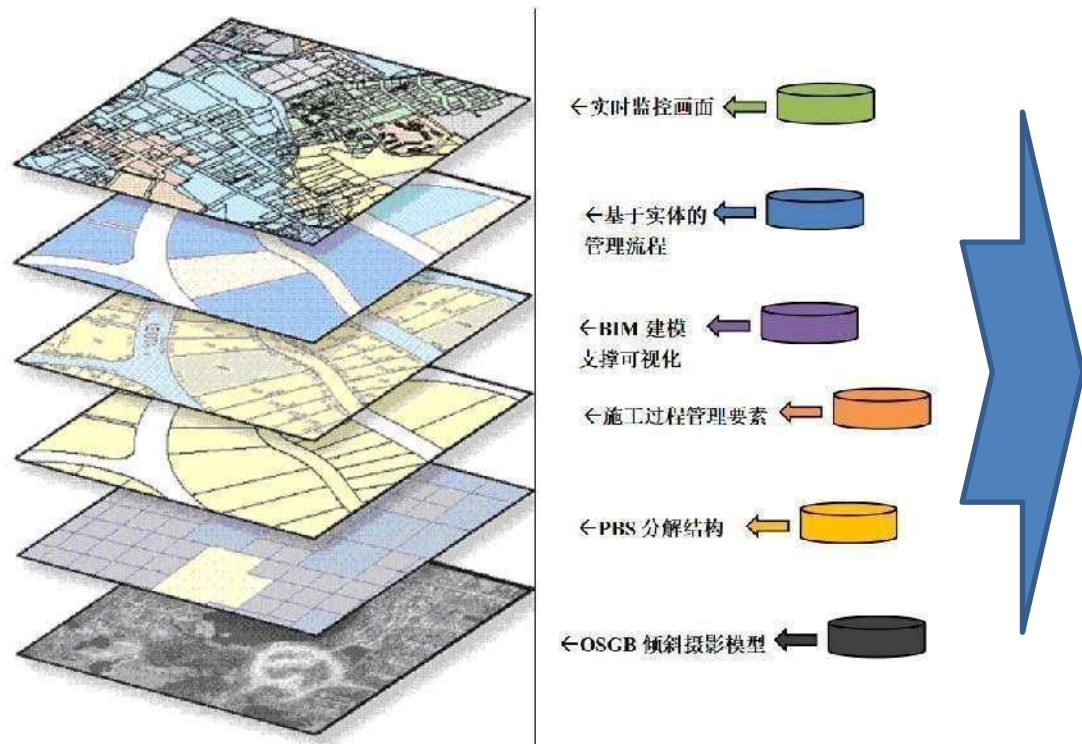 ←实时监控画面
←基于实体的
管理流程
←BIM 建模
支撑可视化
←施工过程管理要素
←PBS 分解结构
←OSGB 倾斜摄影模型